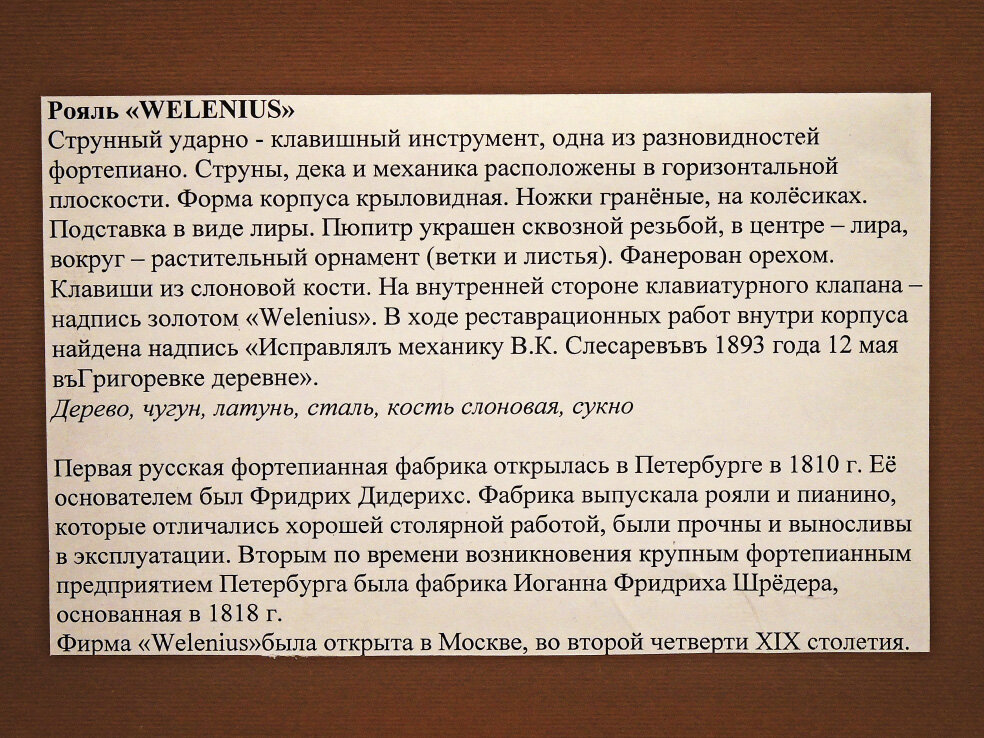 Рояль «WELENIUS»
Струнный ударно - клавишный инструмент, одна из разновидностей
фортепиано. Струны, дека и механика расположены в горизонтальной
плоскости. Форма корпуса крыловидная. Ножки гранёные, на колёсиках.
Подставка в виде лиры. Пюпитр украшен сквозной резьбой, в центре – лира,
вокруг – растительный орнамент (ветки и листья). Фанерован орехом.
Клавиши из слоновой кости. На внутренней стороне клавиатурного клапана –
надпись золотом «Welenius». В ходе реставрационных работ внутри корпуса
найдена надпись «Исправлялъ механику В.К. Слесаревъвъ 1893 года 12 мая
въГригоревке деревне».
Дерево, чугун, латунь, сталь, кость слоновая, сукно
Первая русская фортепианная фабрика открылась в Петербурге в 1810 г. Её
основателем был Фридрих Дидерихс. Фабрика выпускала рояли и пианино,
которые отличались хорошей столярной работой, были прочны и выносливы
в эксплуатации. Вторым по времени возникновения крупным фортепианным
предприятием Петербурга была фабрика Иоганна Фридриха Шрёдера,
основанная в 1818 г.
Фирма «Welenius»была открыта в Москве, во второй четверти XIX столетия.